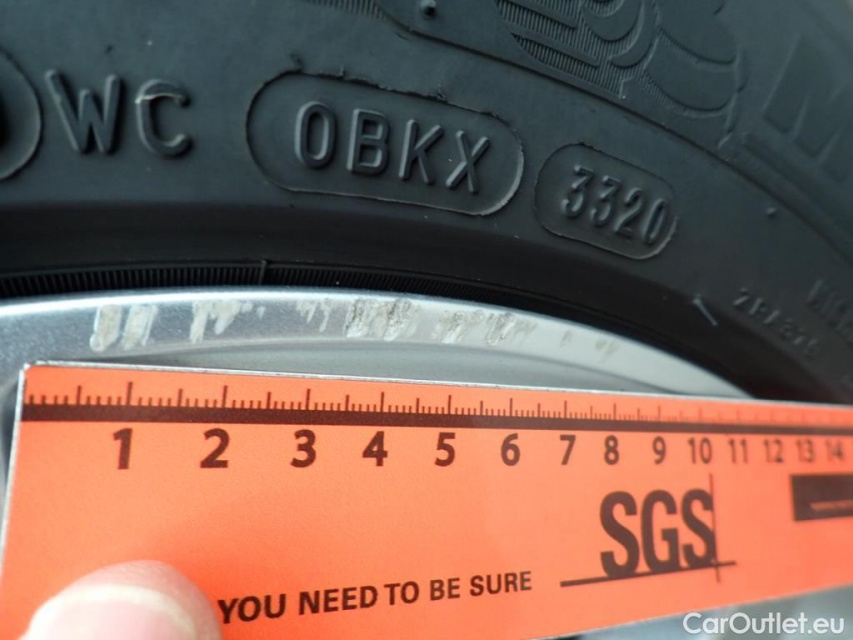 WC 0BKX 3320
1 2 3 4 5 6 7 8 9 10 11 12 13 14
SGS
YOU NEED TO BE SURE
CarOutlet.eu